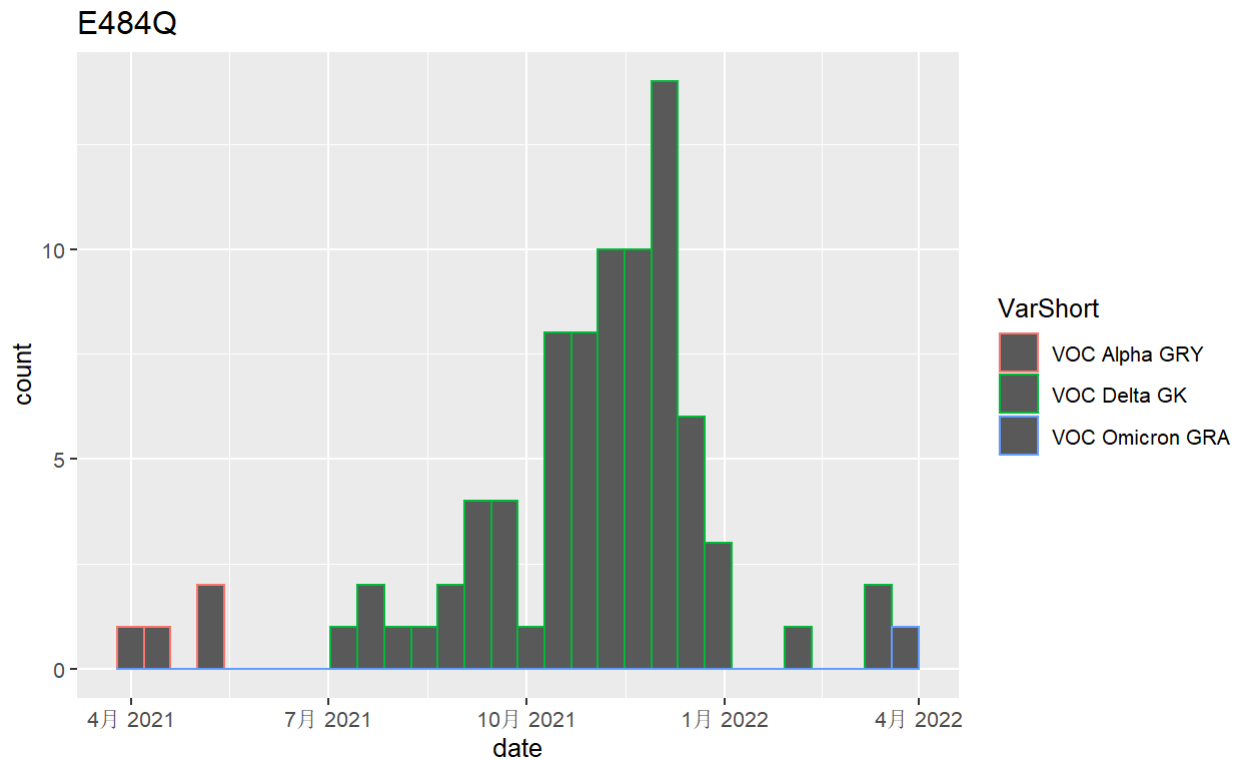 E484Q
10
5
0
count
4月 2021
7月 2021
10月 2021
1月 2022
4月 2022
date
VarShort
VOC Alpha GRY
VOC Delta GK
VOC Omicron GRA